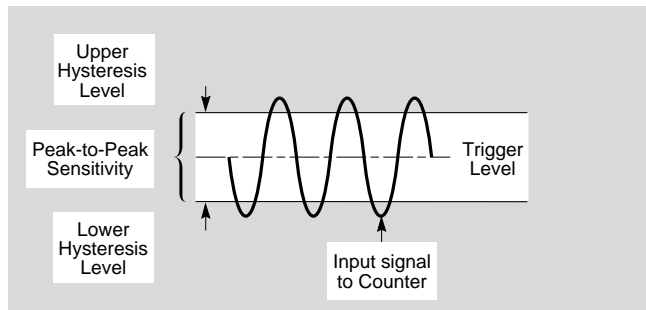 Upper
Hysteresis
Level
Peak-to-Peak
Sensitivity
Lower
Hysteresis
Level
Trigger
Level
Input signal
to Counter